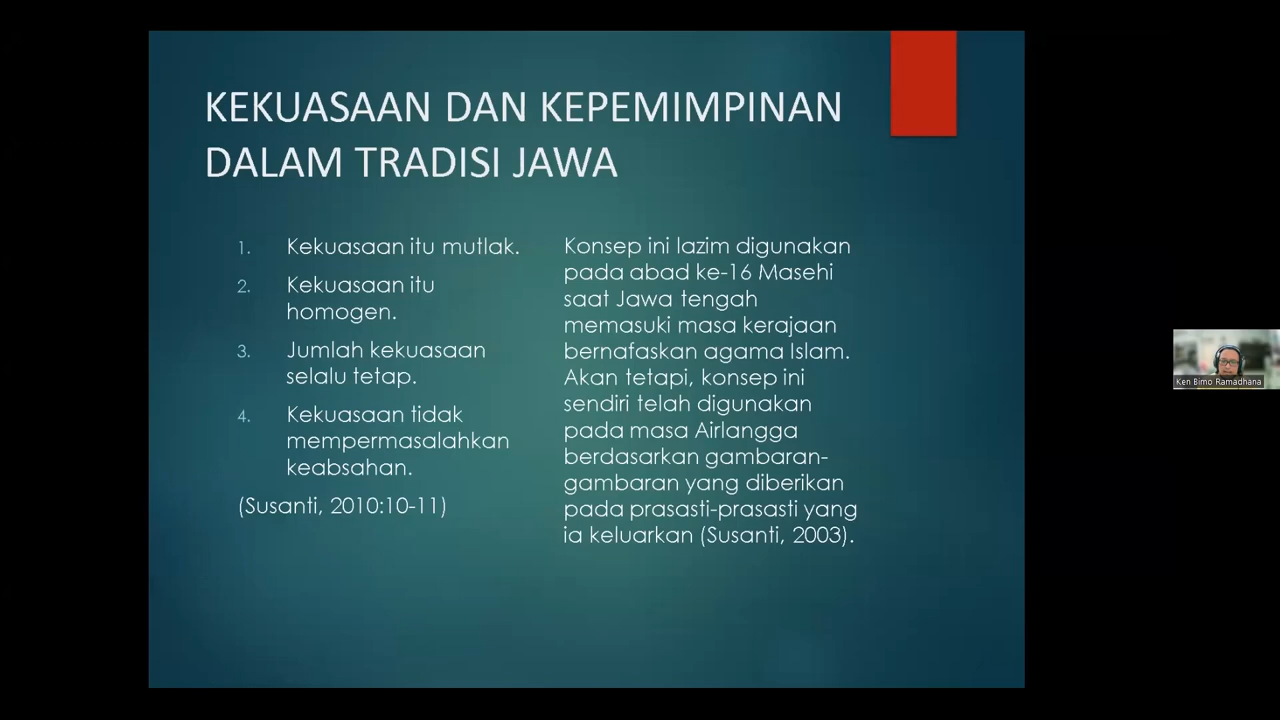 KEKUASAAN DAN KEPEMIMPINAN
DALAM TRADISI JAWA
1. Kekuasaan itu mutlak.
2. Kekuasaan itu
homogen.
3. Jumlah kekuasaan
selalu tetap.
4. Kekuasaan tidak
mempermasalahkan
keabsahan.
(Susanti, 2010:10-11)
Konsep ini lazim digunakan
pada abad ke-16 Masehi
saat Jawa tengah
memasuki masa kerajaan
bernafaskan agama Islam.
Akan tetapi, konsep ini
sendiri telah digunakan
pada masa Airlangga
berdasarkan gambaran-
gambaran yang diberikan
pada prasasti-prasasti yang
ia keluarkan (Susanti, 2003).
Ken Bimo Ramadhana